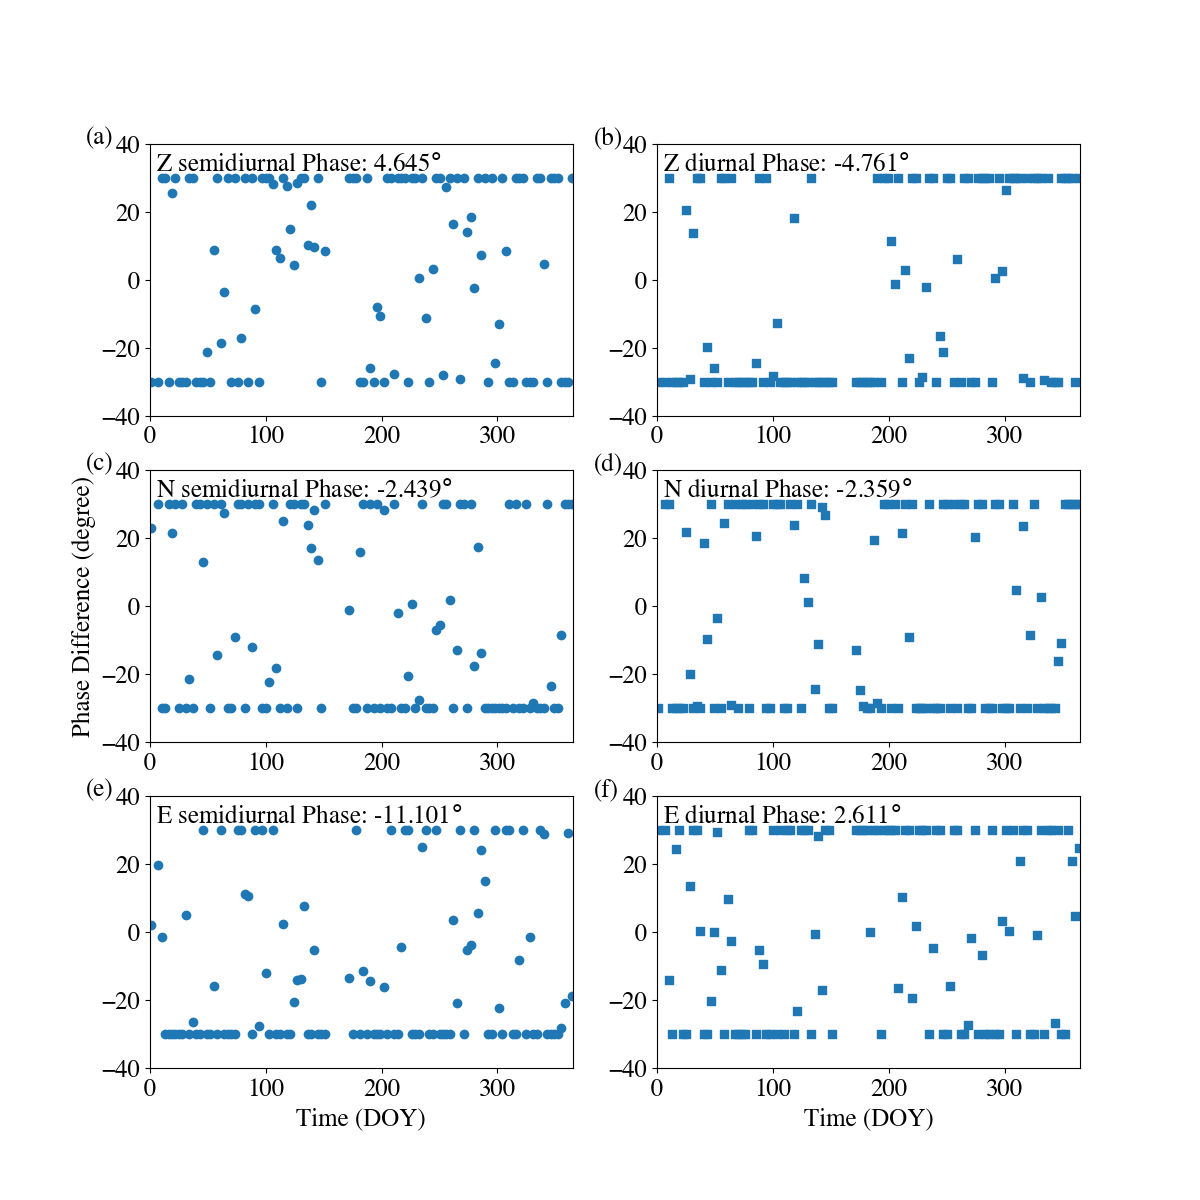 (a)
Z semidiurnal Phase: 4.645°
40
20
0
−20
−40
0 100 200 300
(b)
Z diurnal Phase: -4.761°
40
20
0
−20
−40
0 100 200 300
Phase Difference (degree)
(c)
N semidiurnal Phase: -2.439°
40
20
0
−20
−40
0 100 200 300
(d)
N diurnal Phase: -2.359°
40
20
0
−20
−40
0 100 200 300
(e)
E semidiurnal Phase: -11.101°
40
20
0
−20
−40
0 100 200 300
Time (DOY)
(f)
E diurnal Phase: 2.611°
40
20
0
−20
−40
0 100 200 300
Time (DOY)